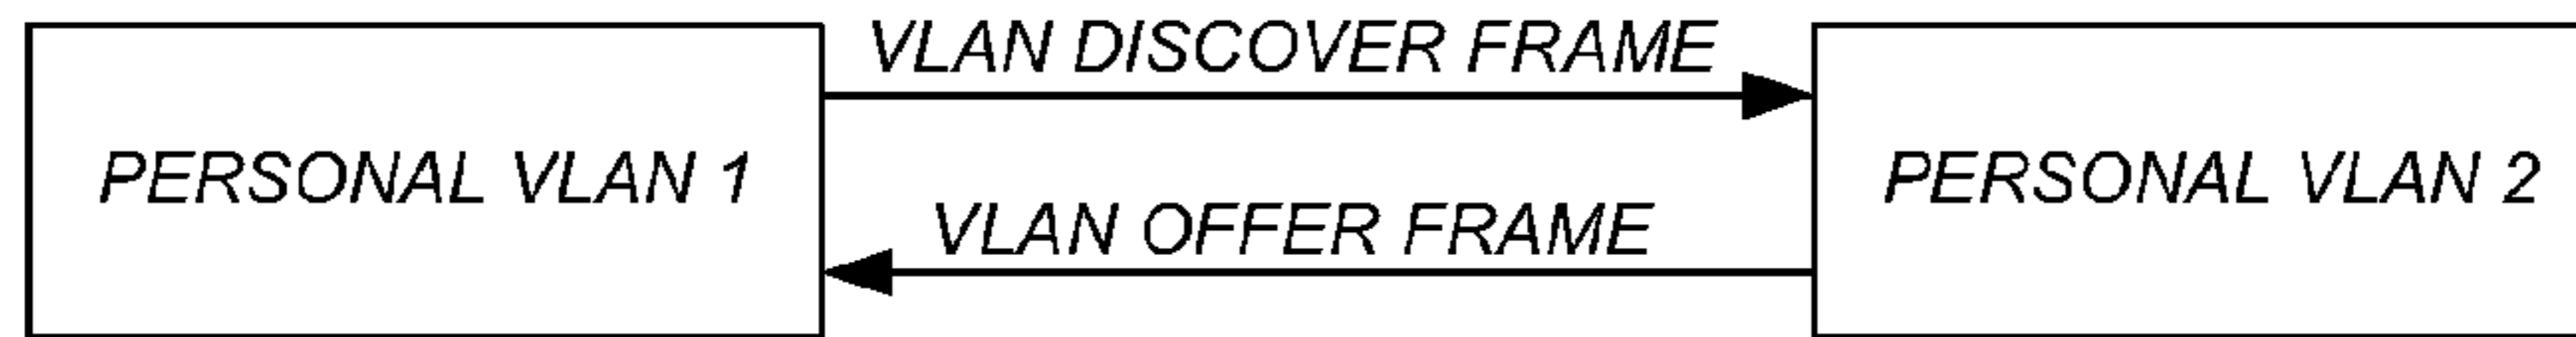 VLAN DISCOVER FRAME
PERSONAL VLAN 1
PERSONAL VLAN 2
VLAN OFFER FRAME